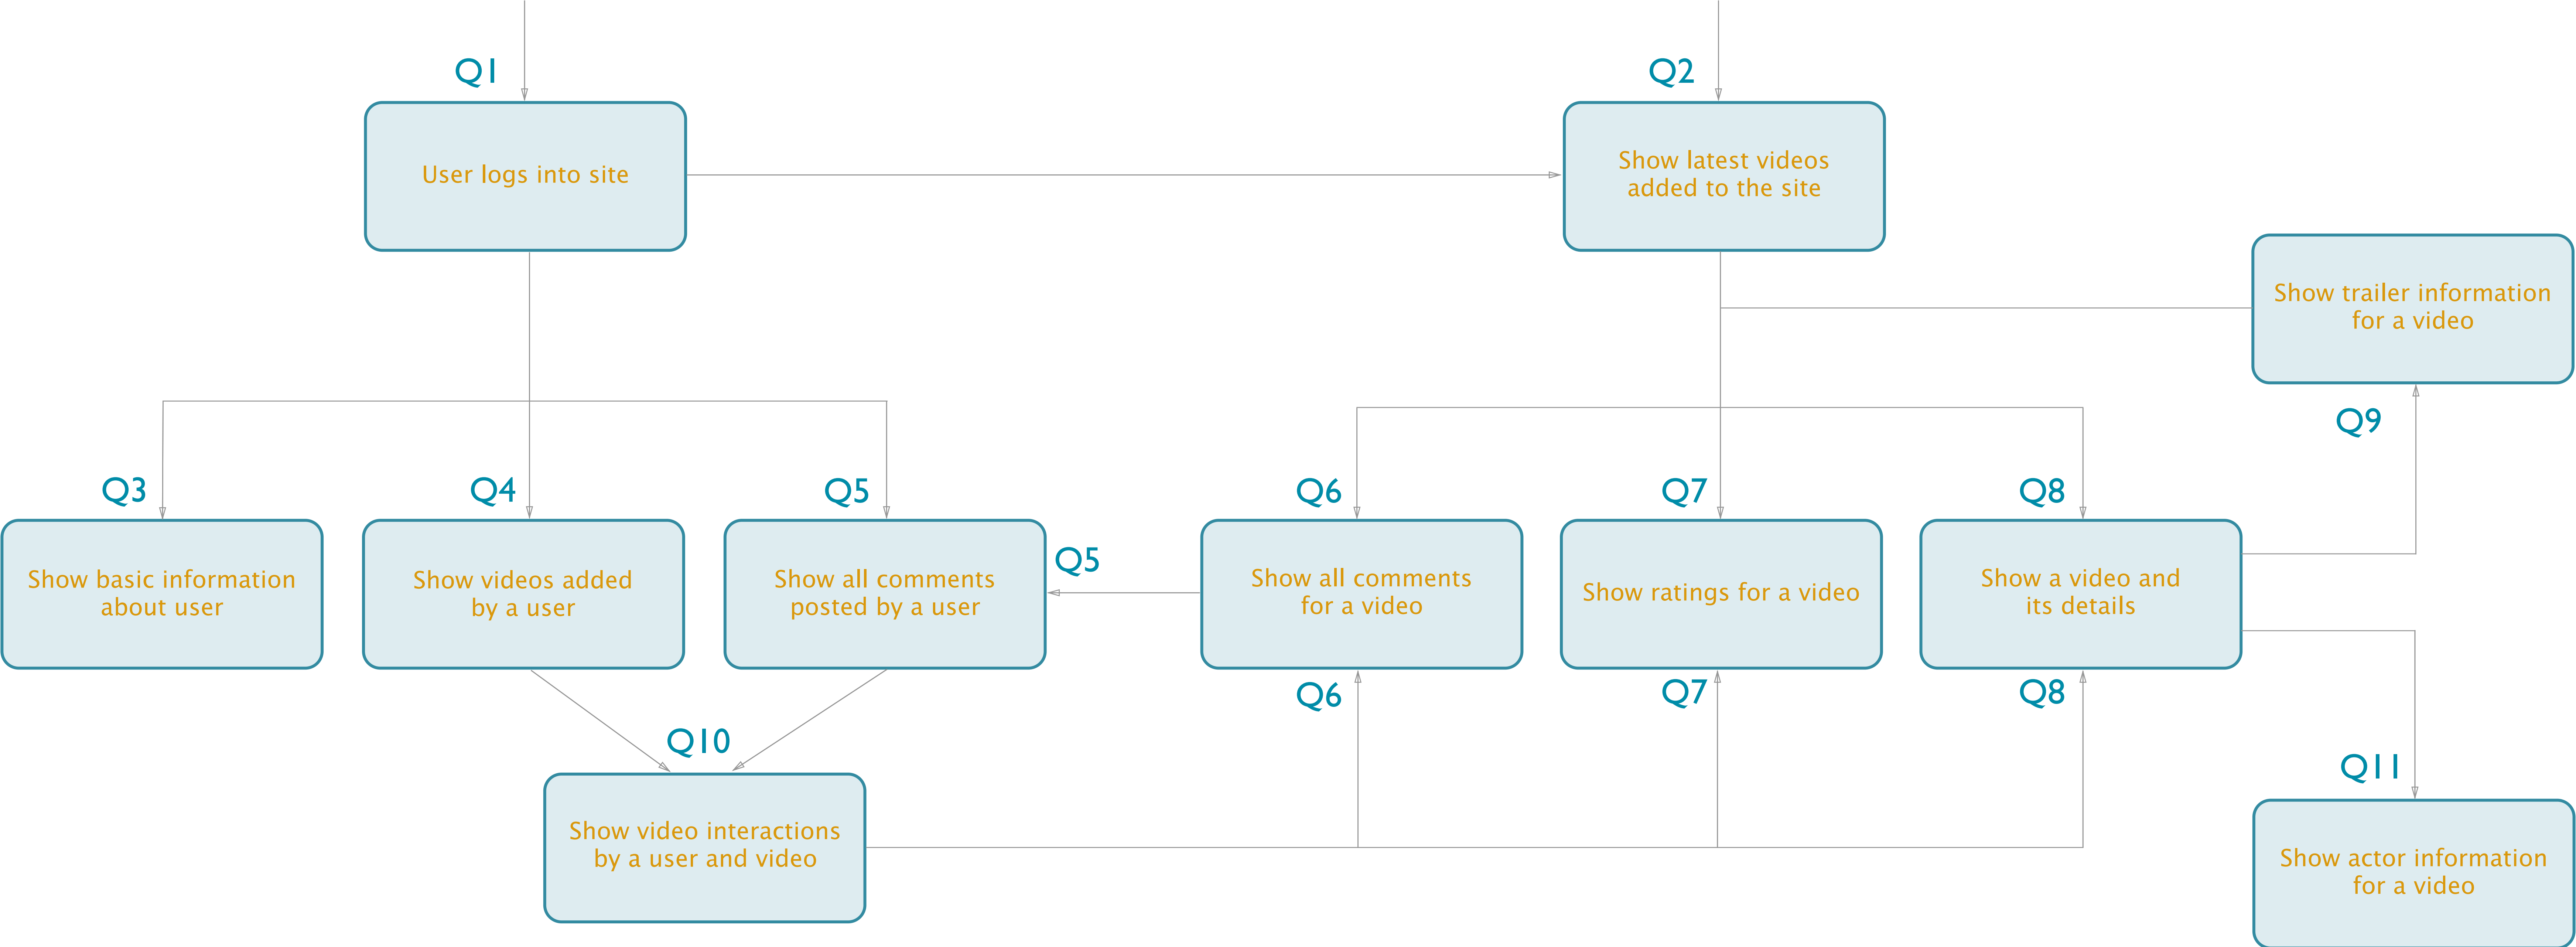 Q1
User logs into site
Q2
Show latest videos
added to the site
Show trailer information
for a video
Q9
Q3
Show basic information
about user
Q4
Show videos added
by a user
Q5
Show all comments
posted by a user
Q5
Q6
Show all comments
for a video
Q6
Q7
Show ratings for a video
Q7
Q8
Show a video and
its details
Q8
Q10
Show video interactions
by a user and video
Q11
Show actor information
for a video